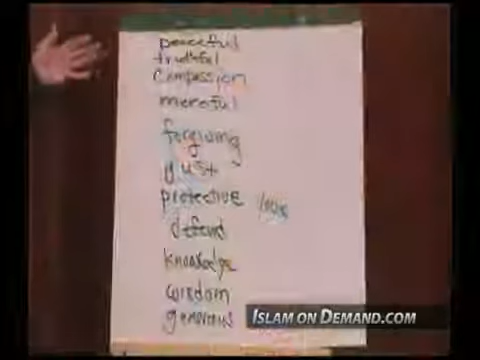 peaceful
truthful
Compassion
merciful
forgiving
just
protective love
defend
knowledge
wisdom
generous
ISLAM ON DEMAND.COM